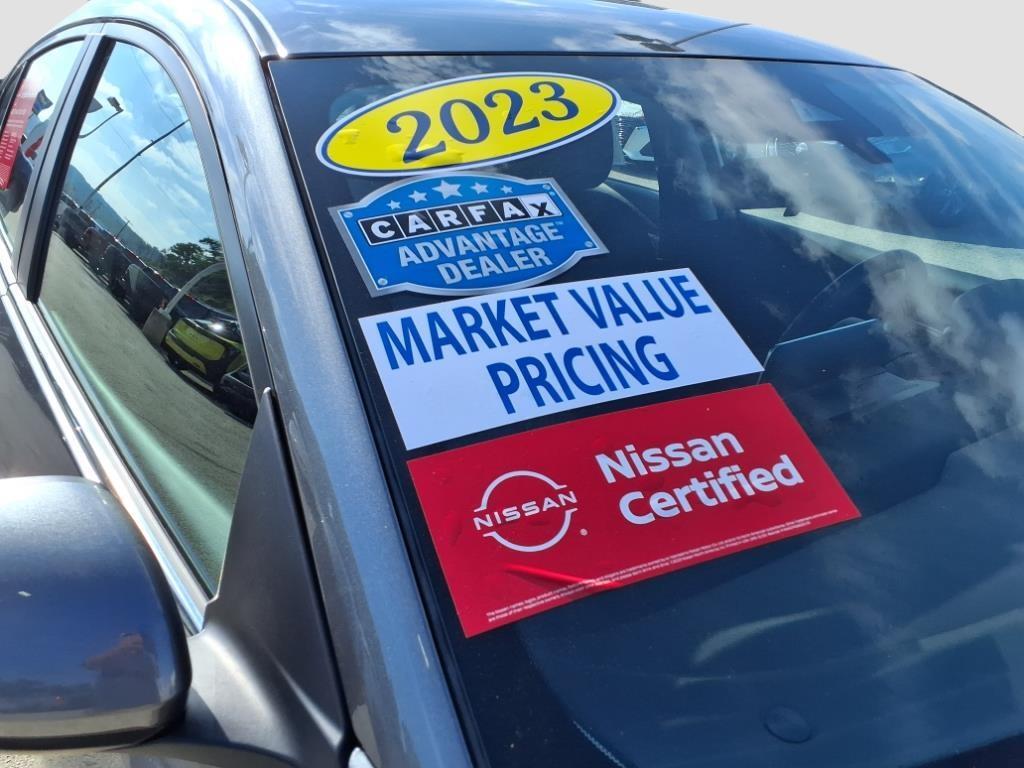 2023
CARFAX
ADVANTAGE
DEALER
MARKET VALUE
PRICING
NISSAN
Nissan
Certified